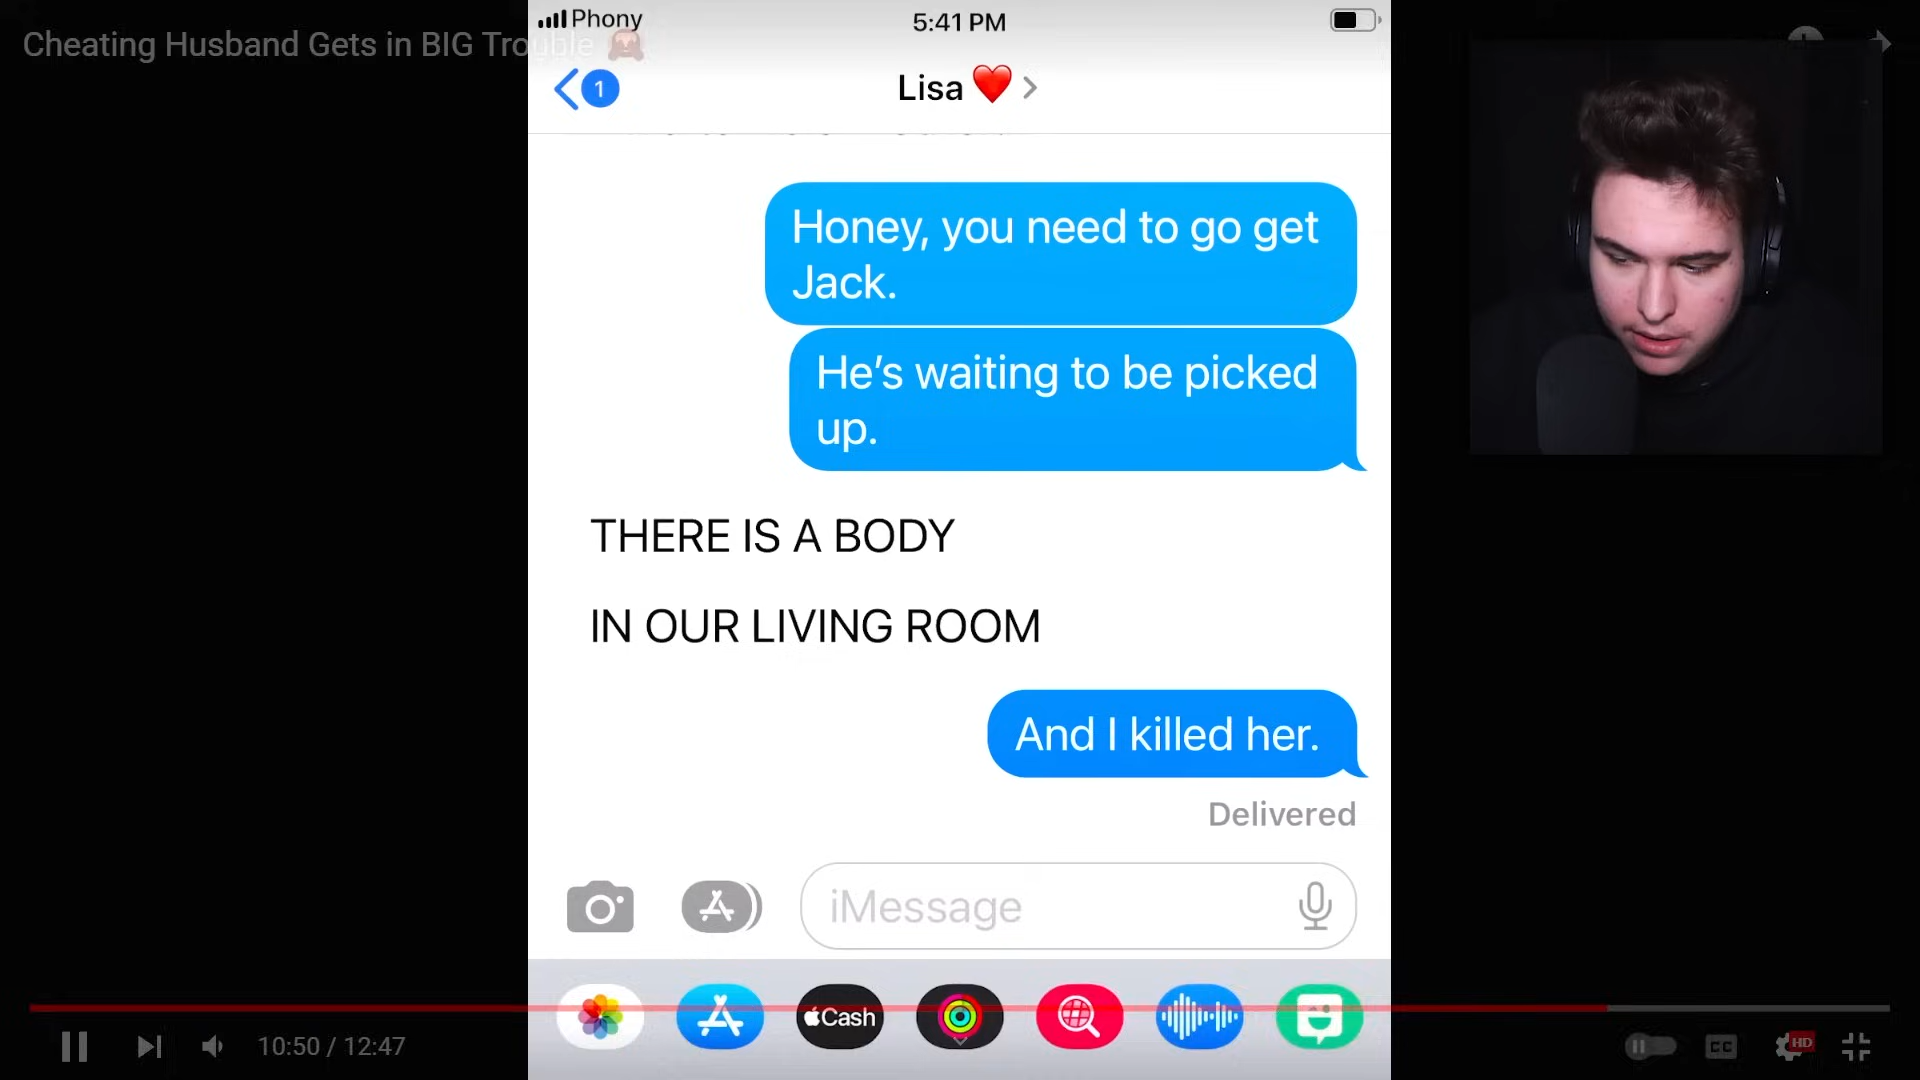 Phony
5:41 PM
Cheating Husband Gets in BIG Trouble
1
Lisa
Honey, you need to go get
Jack.
He’s waiting to be picked
up.
THERE IS A BODY
IN OUR LIVING ROOM
And I killed her.
Delivered
iMessage
Cash
10:50 / 12:47
CC
HD